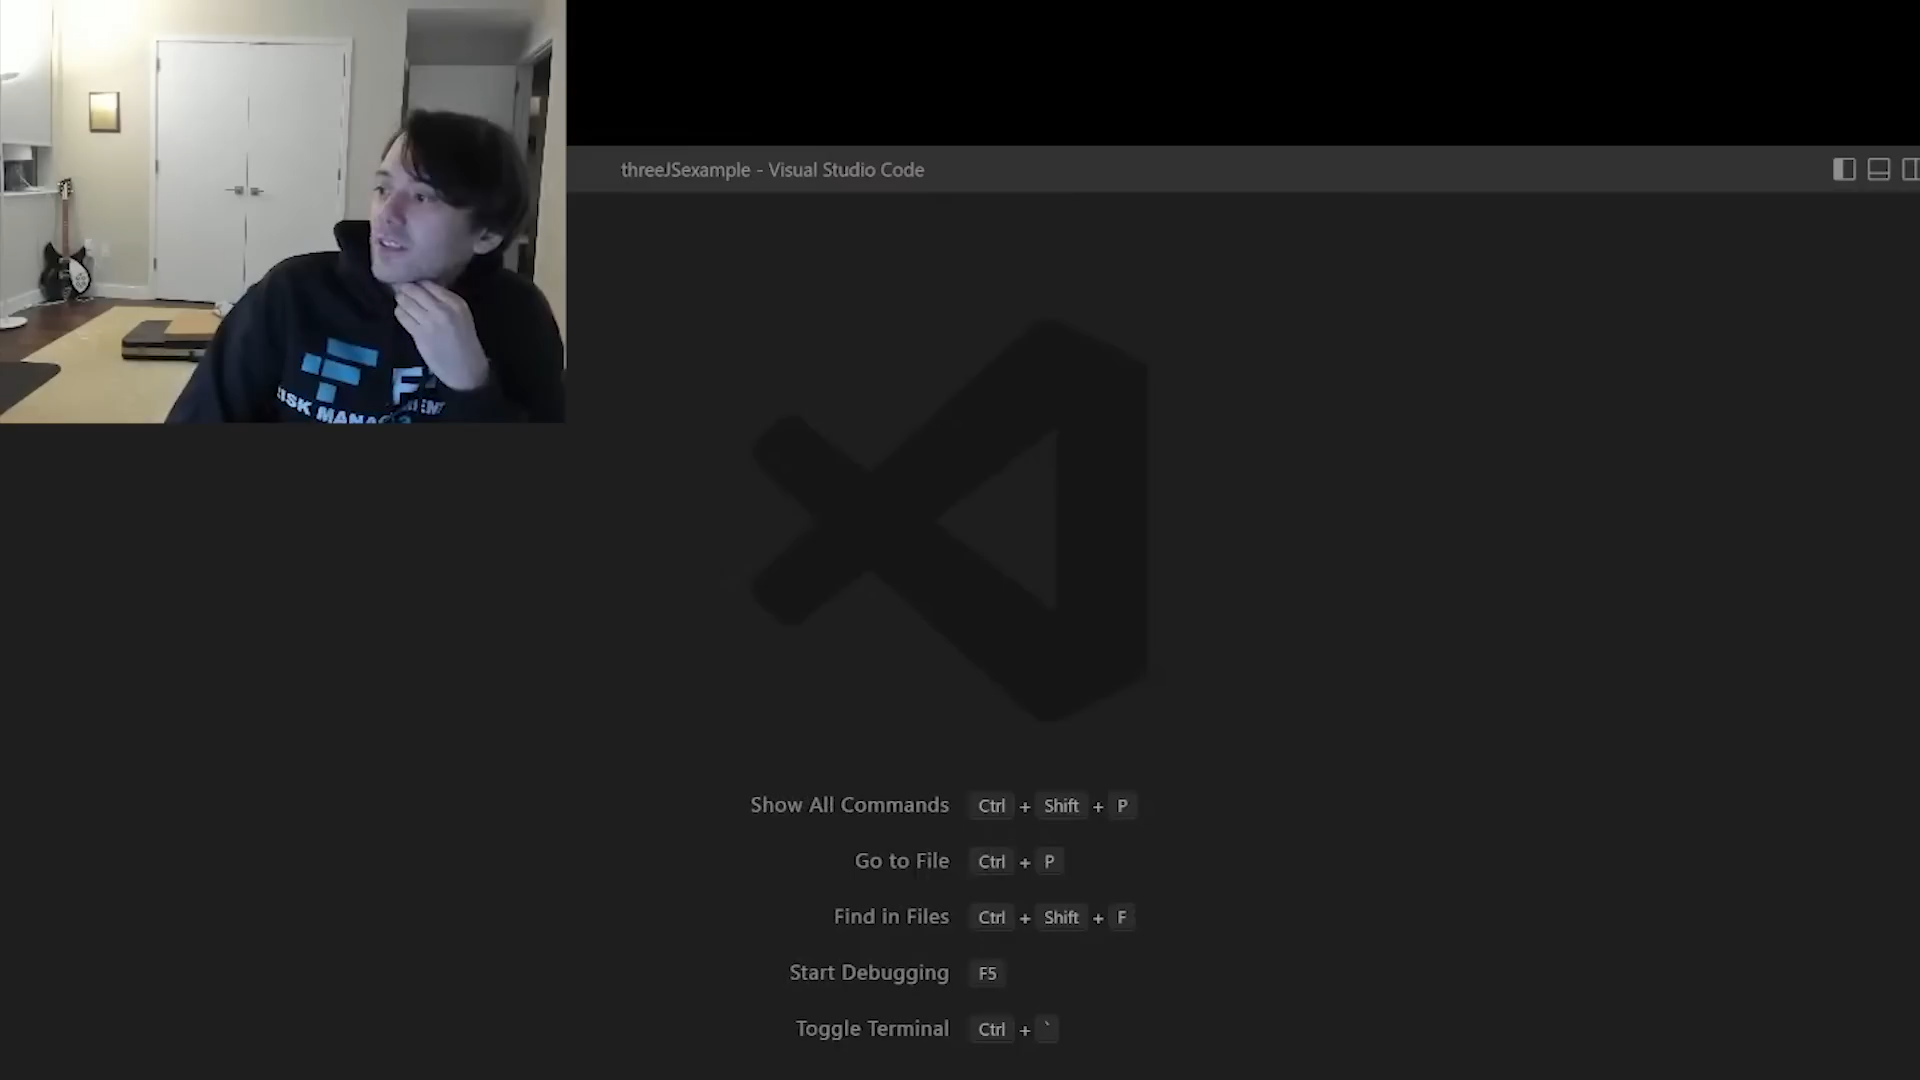 threeJSexample - Visual Studio Code
Show All Commands Ctrl + Shift + P
Go to File Ctrl + P
Find in Files Ctrl + Shift + F
Start Debugging F5
Toggle Terminal Ctrl + `